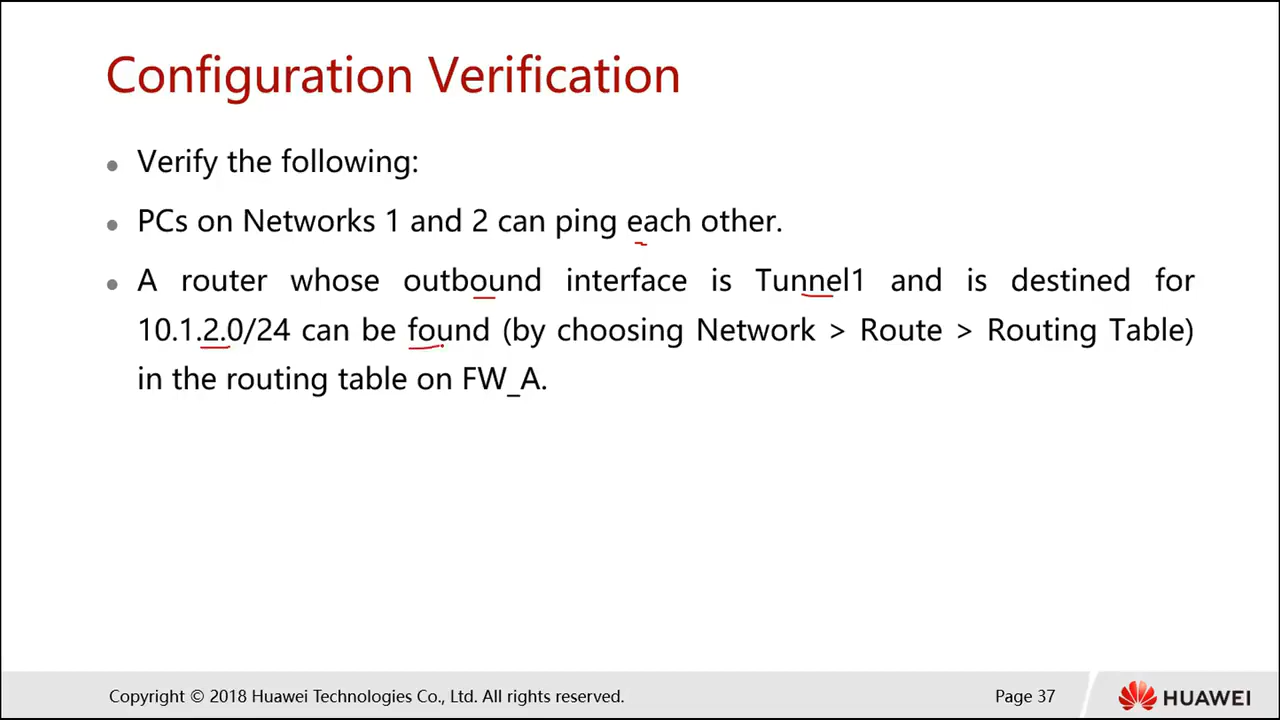 Configuration Verification
Verify the following:
PCs on Networks 1 and 2 can ping each other.
A router whose outbound interface is Tunnel1 and is destined for
10.1.2.0/24 can be found (by choosing Network > Route > Routing Table)
in the routing table on FW_A.
Copyright © 2018 Huawei Technologies Co., Ltd. All rights reserved.
Page 37
HUAWEI